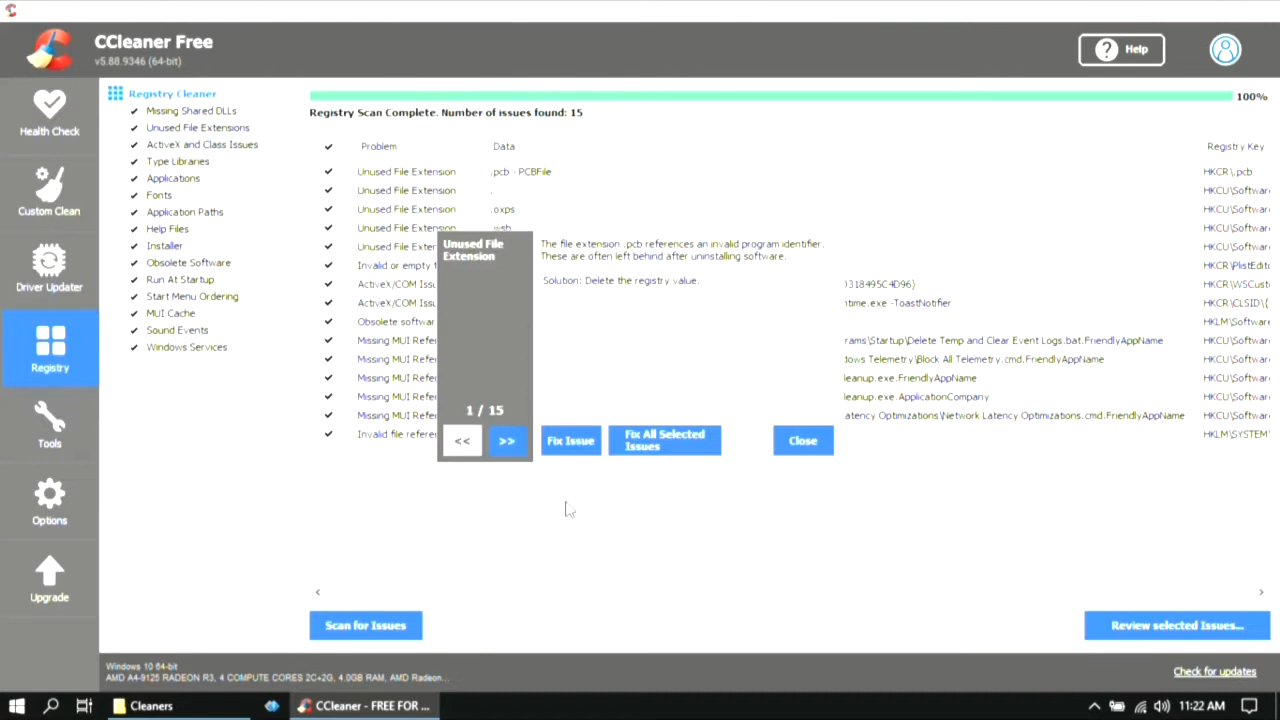 CCleaner Free
v5.88.9346 (64-bit)
? Help
Health Check
Custom Clean
Driver Updater
Registry
Tools
Options
Upgrade
Registry Cleaner
Missing Shared DLLs
Unused File Extensions
ActiveX and Class Issues
Type Libraries
Applications
Fonts
Application Paths
Help Files
Installer
Obsolete Software
Run At Startup
Start Menu Ordering
MUI Cache
Sound Events
Windows Services
100%
Registry Scan Complete. Number of issues found: 15
Problem Data Registry Key
Unused File Extension .pcb - PCBFile HKCR\.pcb
Unused File Extension . HKCU\Softwar
Unused File Extension .oxps HKCU\Softwar
Unused File Extension .wsb HKCU\Softwar
Unused File Exter HKCU\Softwar
Invalid or empty f HKCR\PlistEdito
ActiveX/COM Issu 0318495C4D96} HKCR\WSCusto
ActiveX/COM Issu ntime.exe -ToastNotifier HKCR\CLSID\{
Obsolete softwar HKLM\Softwar
Missing MUI Refer rams\Startup\Delete Temp and Clear Event Logs.bat.FriendlyAppName HKCU\Softwar
Missing MUI Refer dows Telemetry\Block All Telemetry.cmd.FriendlyAppName HKCU\Softwar
Missing MUI Refer leanup.exe.FriendlyAppName HKCU\Softwar
Missing MUI Refer leanup.exe.ApplicationCompany HKCU\Softwar
Missing MUI Refer atency Optimizations\Network Latency Optimizations.cmd.FriendlyAppName HKCU\Softwar
Invalid file referer HKLM\SYSTEM\
Unused File
Extension
The file extension .pcb references an invalid program identifier.
These are often left behind after uninstalling software.
Solution: Delete the registry value.
1 / 15
<< >> Fix Issue Fix All Selected Issues Close
Scan for Issues Review selected Issues...
Windows 10 64-bit
AMD A4-9125 RADEON R3, 4 COMPUTE CORES 2C+2G, 4.0GB RAM, AMD Radeon...
Check for updates
Cleaners CCleaner - FREE FOR ... 11:22 AM